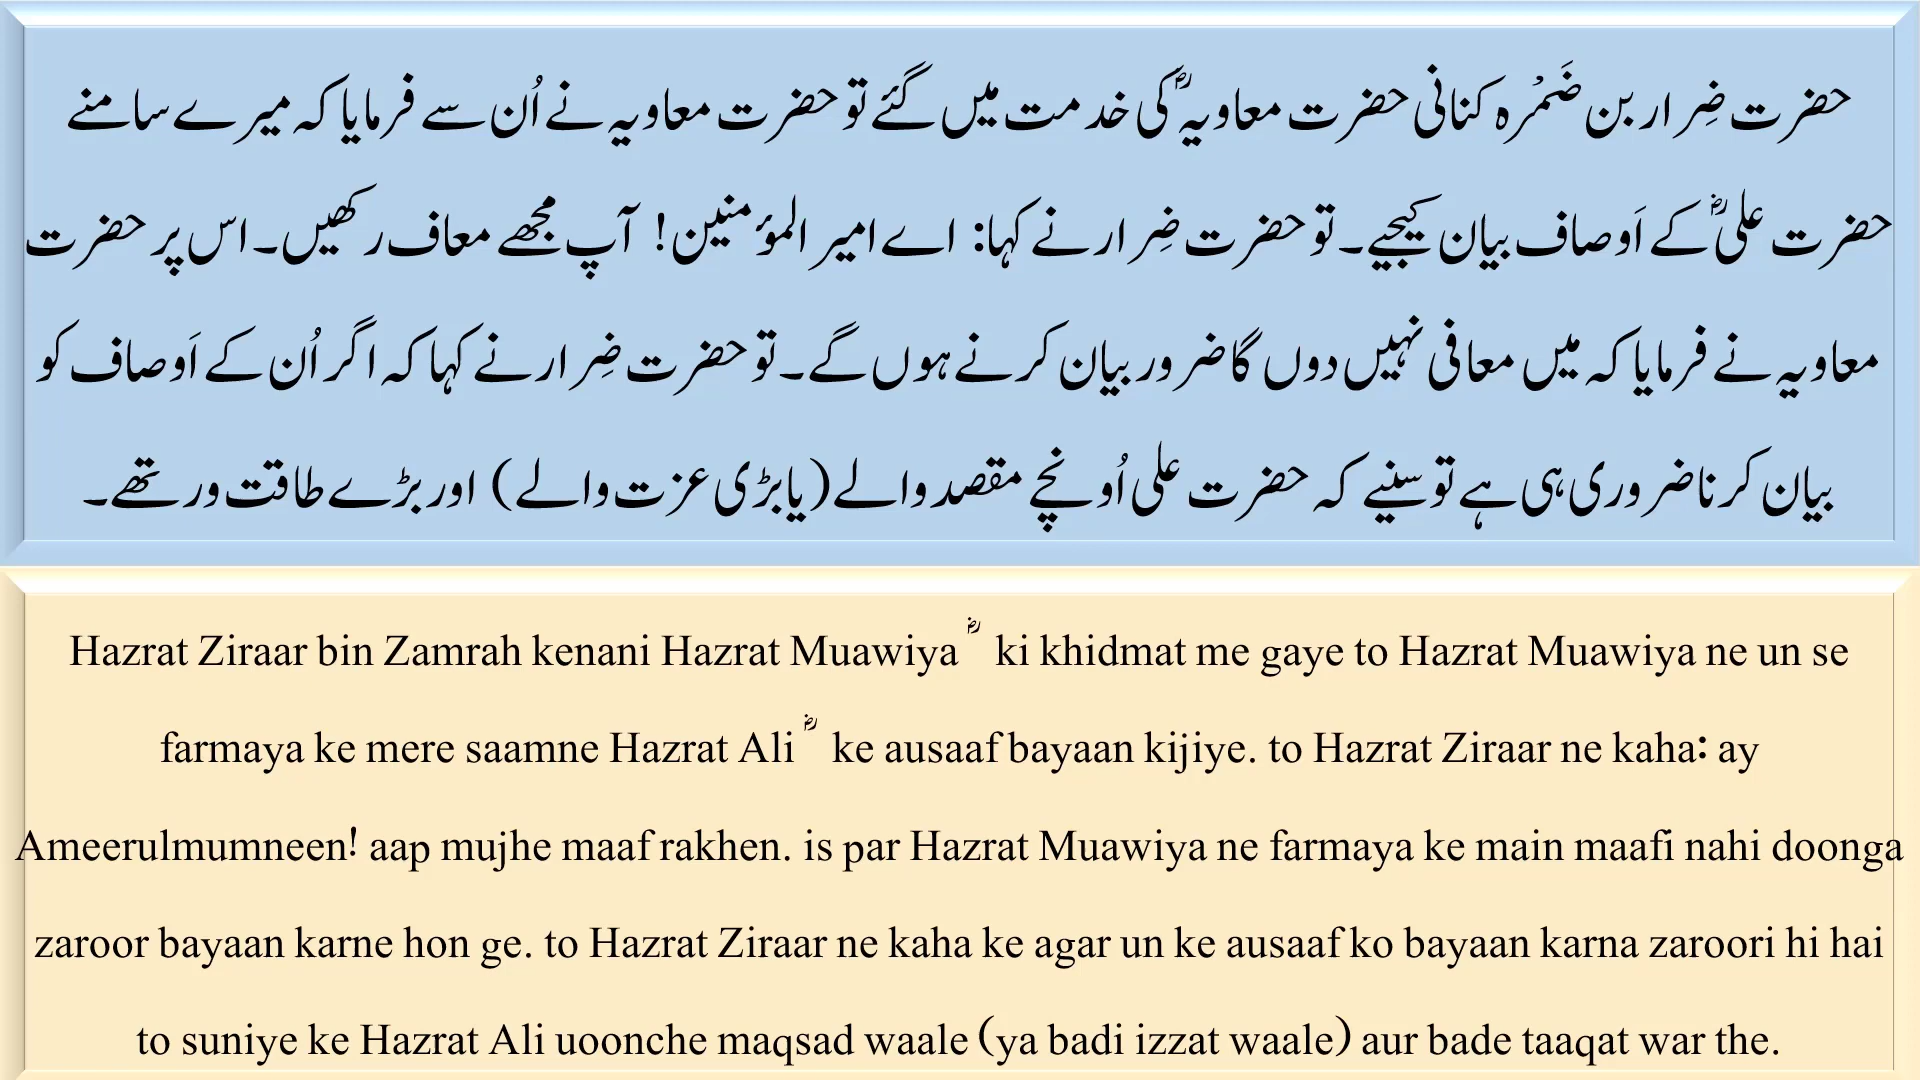 حضرت ضِرار بن ضَمُرہ کنانی حضرت معاویہؓ کی خدمت میں گئے تو حضرت معاویہ نے اُن سے فرمایا کہ میرے سامنے
حضرت علیؓ کے اَوصاف بیان کیجیے۔ تو حضرت ضِرار نے کہا: اے امیر المؤمنین! آپ مجھے معاف رکھیں۔ اس پر حضرت
معاویہ نے فرمایا کہ میں معافی نہیں دوں گا ضرور بیان کرنے ہوں گے۔ تو حضرت ضِرار نے کہا کہ اگر اُن کے اَوصاف کو
بیان کرنا ضروری ہی ہے تو سنیے کہ حضرت علی اُونچے مقصد والے (یا بڑی عزت والے) اور بڑے طاقت ور تھے۔
Hazrat Ziraar bin Zamrah kenani Hazrat Muawiya ؓ ki khidmat me gaye to Hazrat Muawiya ne un se
farmaya ke mere saamne Hazrat Ali ؓ ke ausaaf bayaan kijiye. to Hazrat Ziraar ne kaha: ay
Ameerulmumneen! aap mujhe maaf rakhen. is par Hazrat Muawiya ne farmaya ke main maafi nahi doonga
zaroor bayaan karne hon ge. to Hazrat Ziraar ne kaha ke agar un ke ausaaf ko bayaan karna zaroori hi hai
to suniye ke Hazrat Ali uoonche maqsad waale (ya badi izzat waale) aur bade taaqat war the.